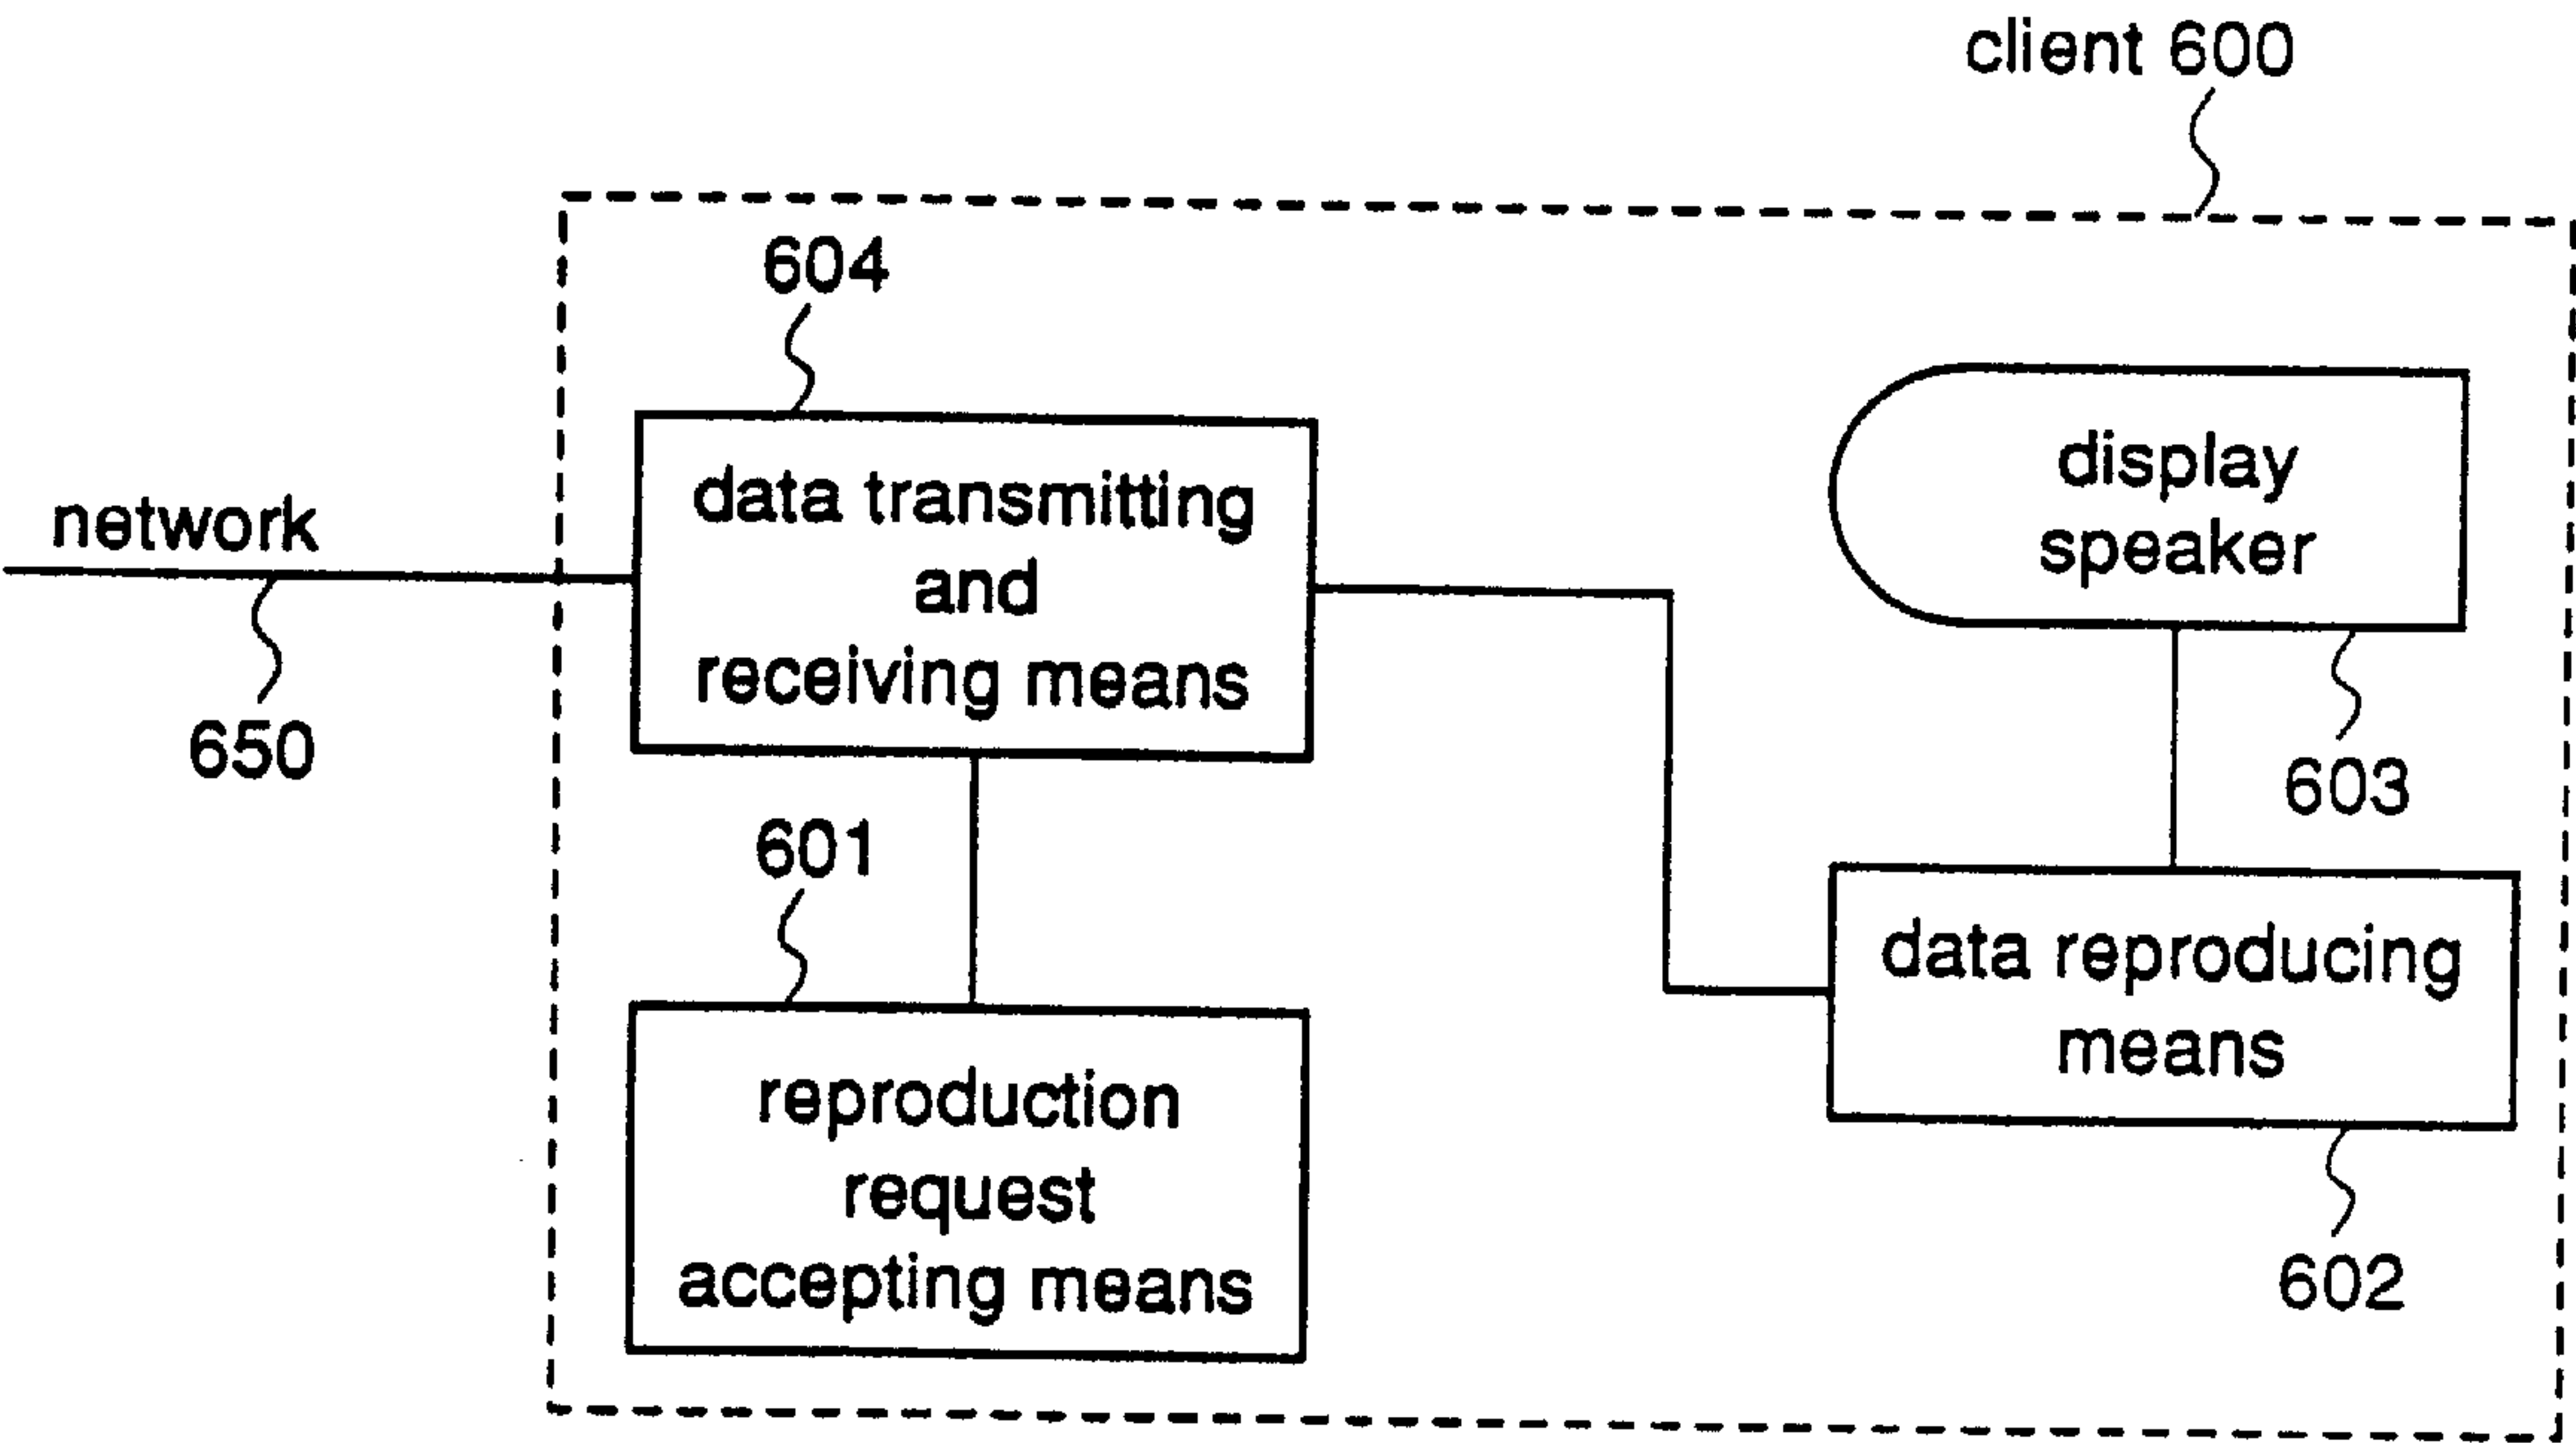 client 600
604
data transmitting
and
receiving means
network
650
display
speaker
603
601
reproduction
request
accepting means
data reproducing
means
602